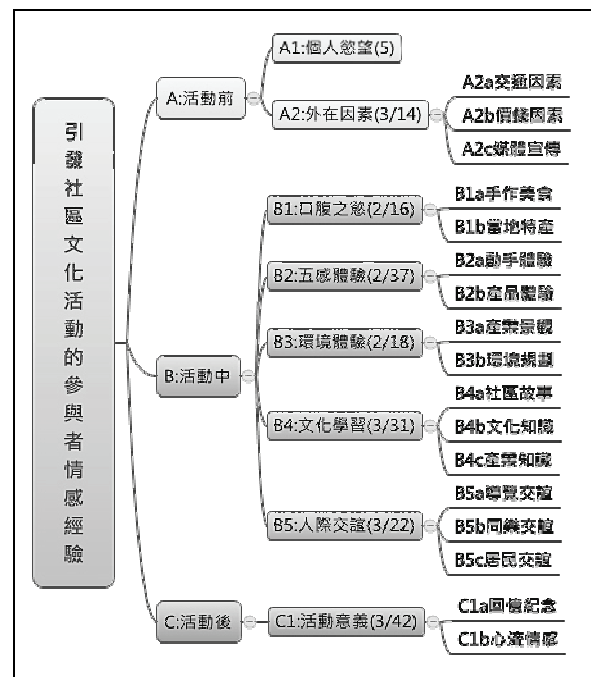 引發社區文化活動的參與者情感經驗
A:活動前
A1:個人慾望(5)
A2:外在因素(3/14)
A2a交通因素
A2b價錢因素
A2c媒體宣傳
B:活動中
B1:口腹之慾(2/16)
B1a手作美食
B1b當地特產
B2:五感體驗(2/37)
B2a動手體驗
B2b產品體驗
B3:環境體驗(2/18)
B3a產業景觀
B3b環境規劃
B4:文化學習(3/31)
B4a社區故事
B4b文化知識
B4c產業知識
B5:人際交誼(3/22)
B5a導覽交誼
B5b同樂交誼
B5c居民交誼
C:活動後
C1:活動意義(3/42)
C1a回憶紀念
C1b心流情感